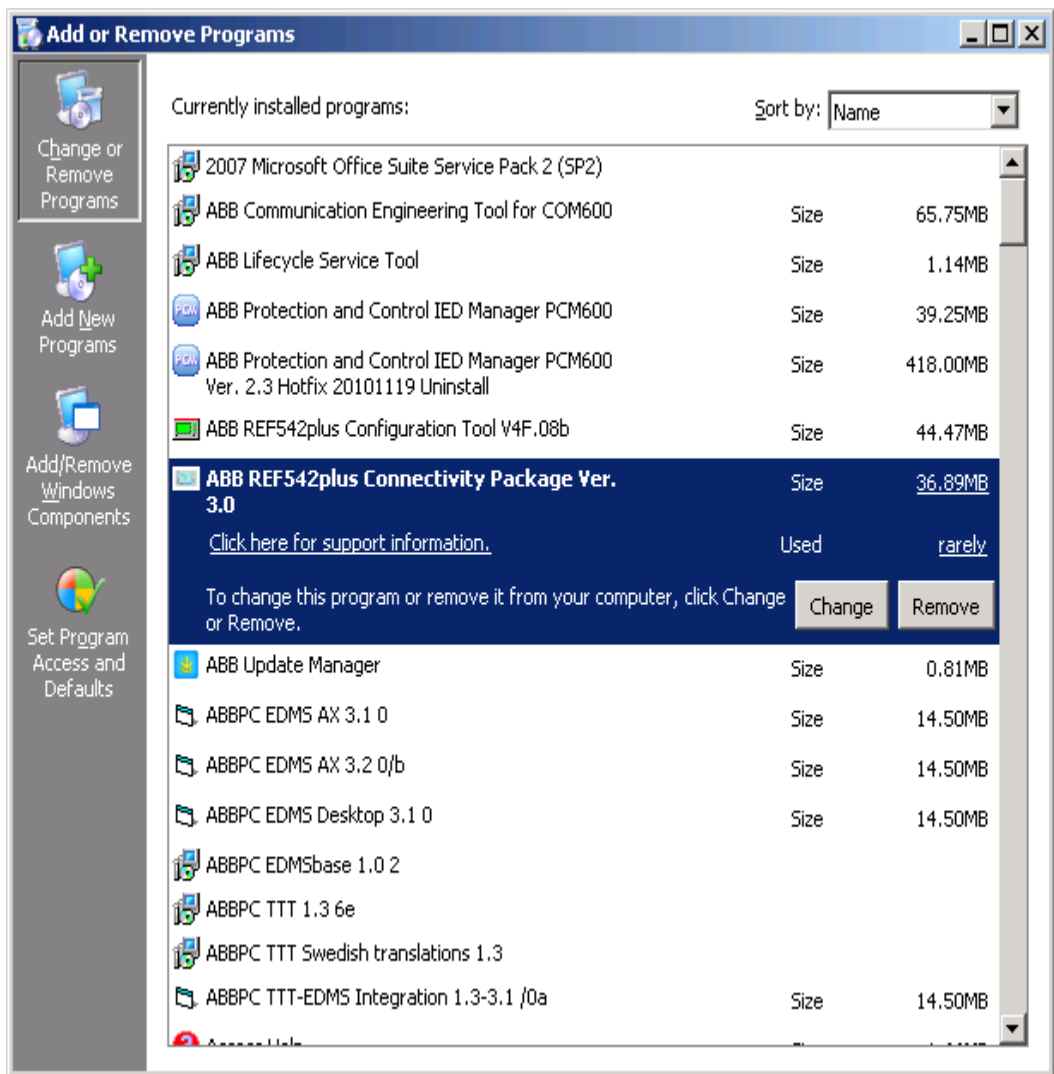 Add or Remove Programs
Change or
Remove
Programs
Add New
Programs
Add/Remove
Windows
Components
Set Program
Access and
Defaults
Currently installed programs:
Sort by: Name
2007 Microsoft Office Suite Service Pack 2 (SP2)
ABB Communication Engineering Tool for COM600 Size 65.75MB
ABB Lifecycle Service Tool Size 1.14MB
ABB Protection and Control IED Manager PCM600 Size 39.25MB
ABB Protection and Control IED Manager PCM600 Size 418.00MB
Ver. 2.3 Hotfix 20101119 Uninstall
ABB REF542plus Configuration Tool V4F.08b Size 44.47MB
ABB REF542plus Connectivity Package Ver. Size 36.89MB
3.0
Click here for support information. Used rarely
To change this program or remove it from your computer, click Change Change Remove
or Remove.
ABB Update Manager Size 0.81MB
ABBPC EDMS AX 3.1 0 Size 14.50MB
ABBPC EDMS AX 3.2 0/b Size 14.50MB
ABBPC EDMS Desktop 3.1 0 Size 14.50MB
ABBPC EDMSbase 1.0 2
ABBPC TTT 1.3 6e
ABBPC TTT Swedish translations 1.3
ABBPC TTT-EDMS Integration 1.3-3.1 /0a Size 14.50MB